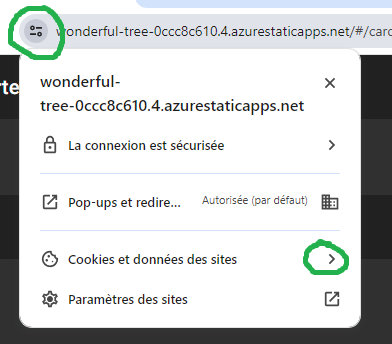 wonderful-tree-0ccc8c610.4.azurestaticapps.net/#/card
rte
wonderful-
tree-0ccc8c610.4.azurestaticapps.net
La connexion est sécurisée
Pop-ups et redire... Autorisée (par défaut)
Cookies et données des sites
Paramètres des sites